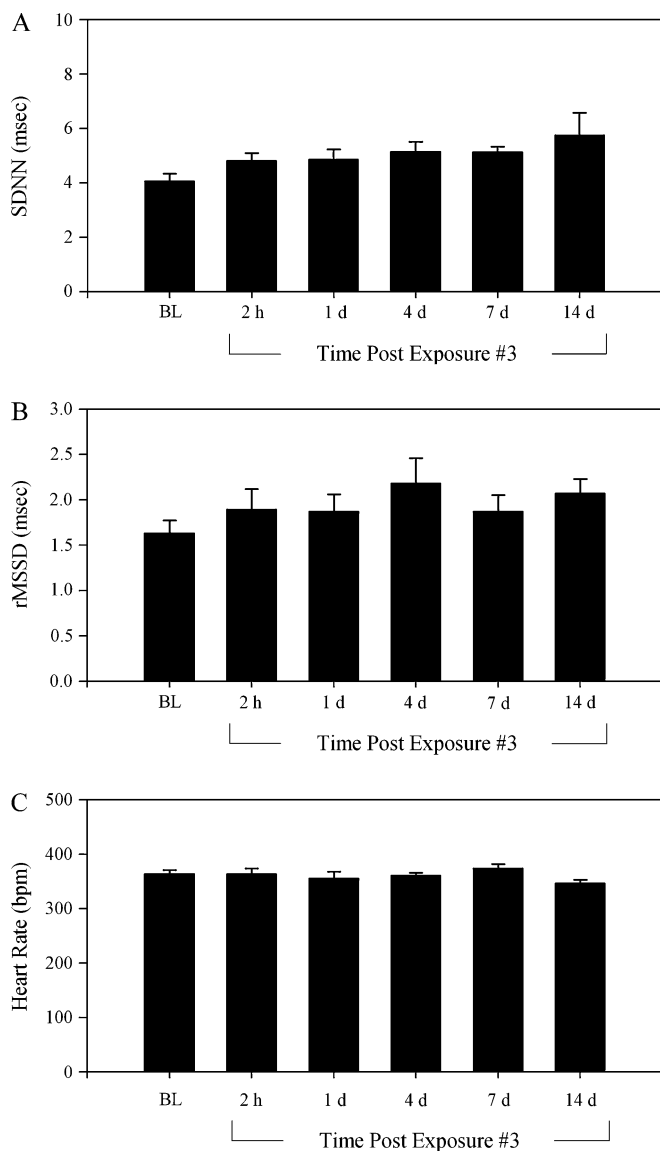 A
SDNN (msec)
10
8
6
4
2
0
BL 2 h 1 d 4 d 7 d 14 d
Time Post Exposure #3
B
rMSSD (msec)
3.0
2.5
2.0
1.5
1.0
0.5
0.0
BL 2 h 1 d 4 d 7 d 14 d
Time Post Exposure #3
C
Heart Rate (bpm)
500
400
300
200
100
0
BL 2 h 1 d 4 d 7 d 14 d
Time Post Exposure #3